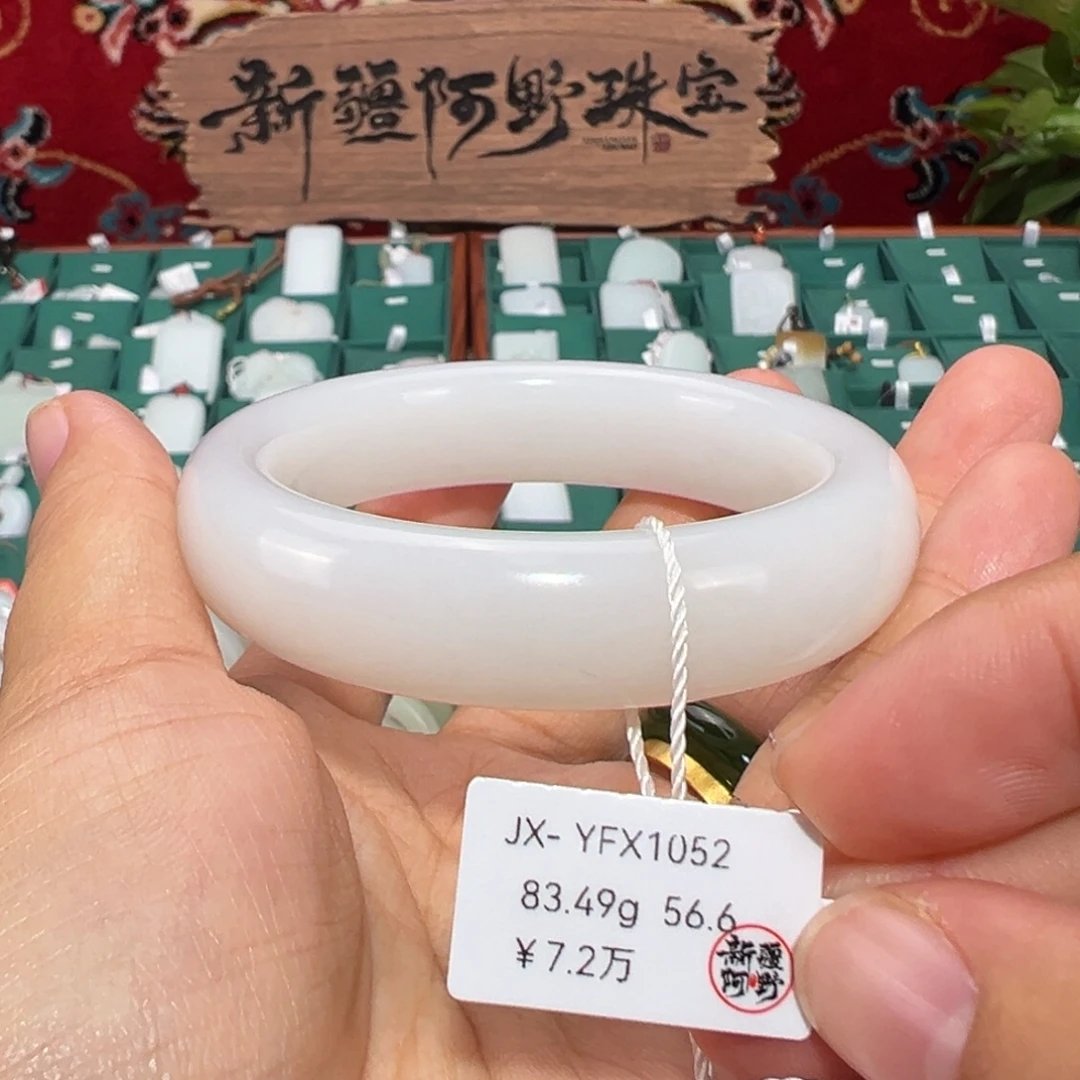 新疆阿野珠宝
JX- YFX1052
83.49g 56.6
¥7.2万
新疆
阿野